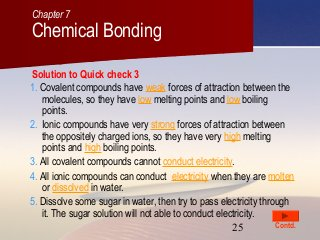 Chapter 7
Chemical Bonding
Solution to Quick check 3
1. Covalent compounds have weak forces of attraction between the
molecules, so they have low melting points and low boiling
points.
2. Ionic compounds have very strong forces of attraction between
the oppositely charged ions, so they have very high melting
points and high boiling points.
3. All covalent compounds cannot conduct electricity.
4. All ionic compounds can conduct electricity when they are molten
or dissolved in water.
5. Dissolve some sugar in water, then try to pass electricity through
it. The sugar solution will not able to conduct electricity.
25
Contd.